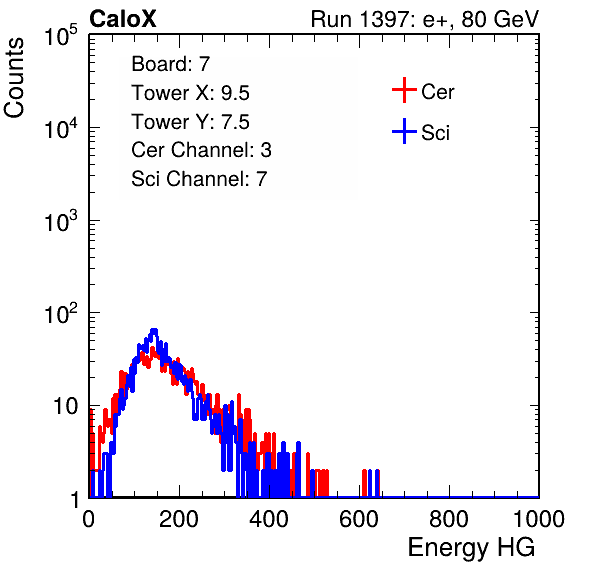 CaloX Run 1397: e+, 80 GeV
Counts
Board: 7
Tower X: 9.5
Tower Y: 7.5
Cer Channel: 3
Sci Channel: 7
Cer
Sci
10^5
10^4
10^3
10^2
10
1
0 200 400 600 800 1000
Energy HG